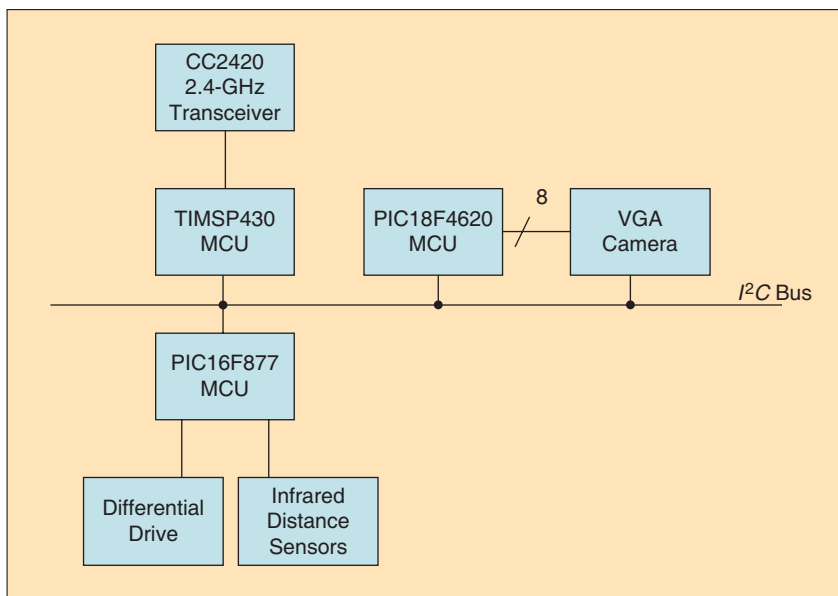 CC2420
2.4-GHz
Transceiver
TIMSP430
MCU
PIC18F4620
MCU
8
VGA
Camera
I²C Bus
PIC16F877
MCU
Differential
Drive
Infrared
Distance
Sensors